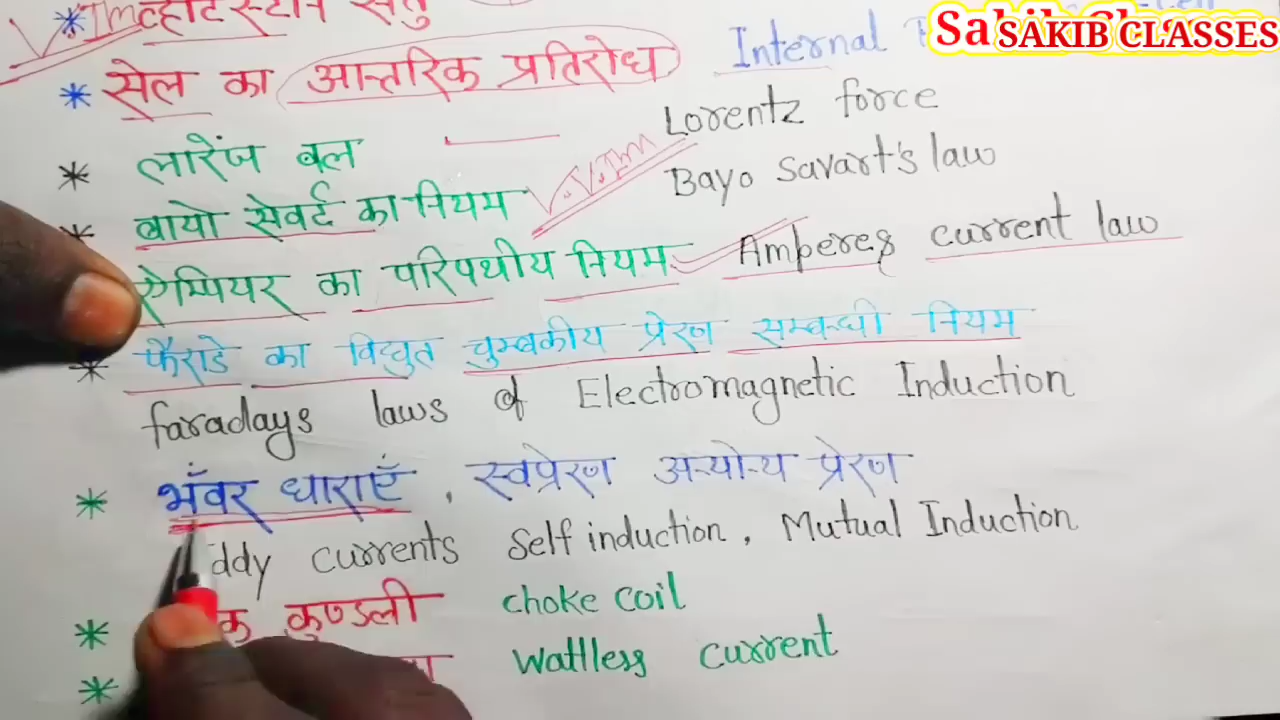 SAKIB CLASSES
* Imव्हीटस्टोन सेतु
* सेल का आन्तरिक प्रतिरोध Internal
* लारेंज बल Lorentz force
* बायो सेवर्ट का नियम V.V.Imm Bayo Savart's law
ऐम्पियर का परिपथीय नियम Amperes current law
* फैराडे का विद्युत चुम्बकीय प्रेरण सम्बन्धी नियम
faradays laws of Electromagnetic Induction
* भँवर धाराएँ , स्वप्रेरण अन्योन्य प्रेरण
ddy currents Self induction , Mutual Induction
* क कुण्डली choke coil
* Wattless current